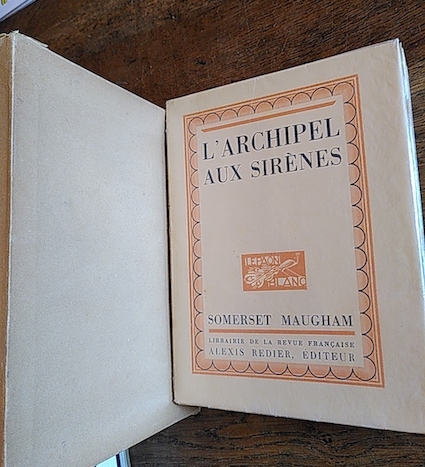 L'ARCHIPEL
AUX SIRÈNES
LE PAON
BLANC
SOMERSET MAUGHAM
LIBRAIRIE DE LA REVUE FRANÇAISE
ALEXIS REDIER, ÉDITEUR